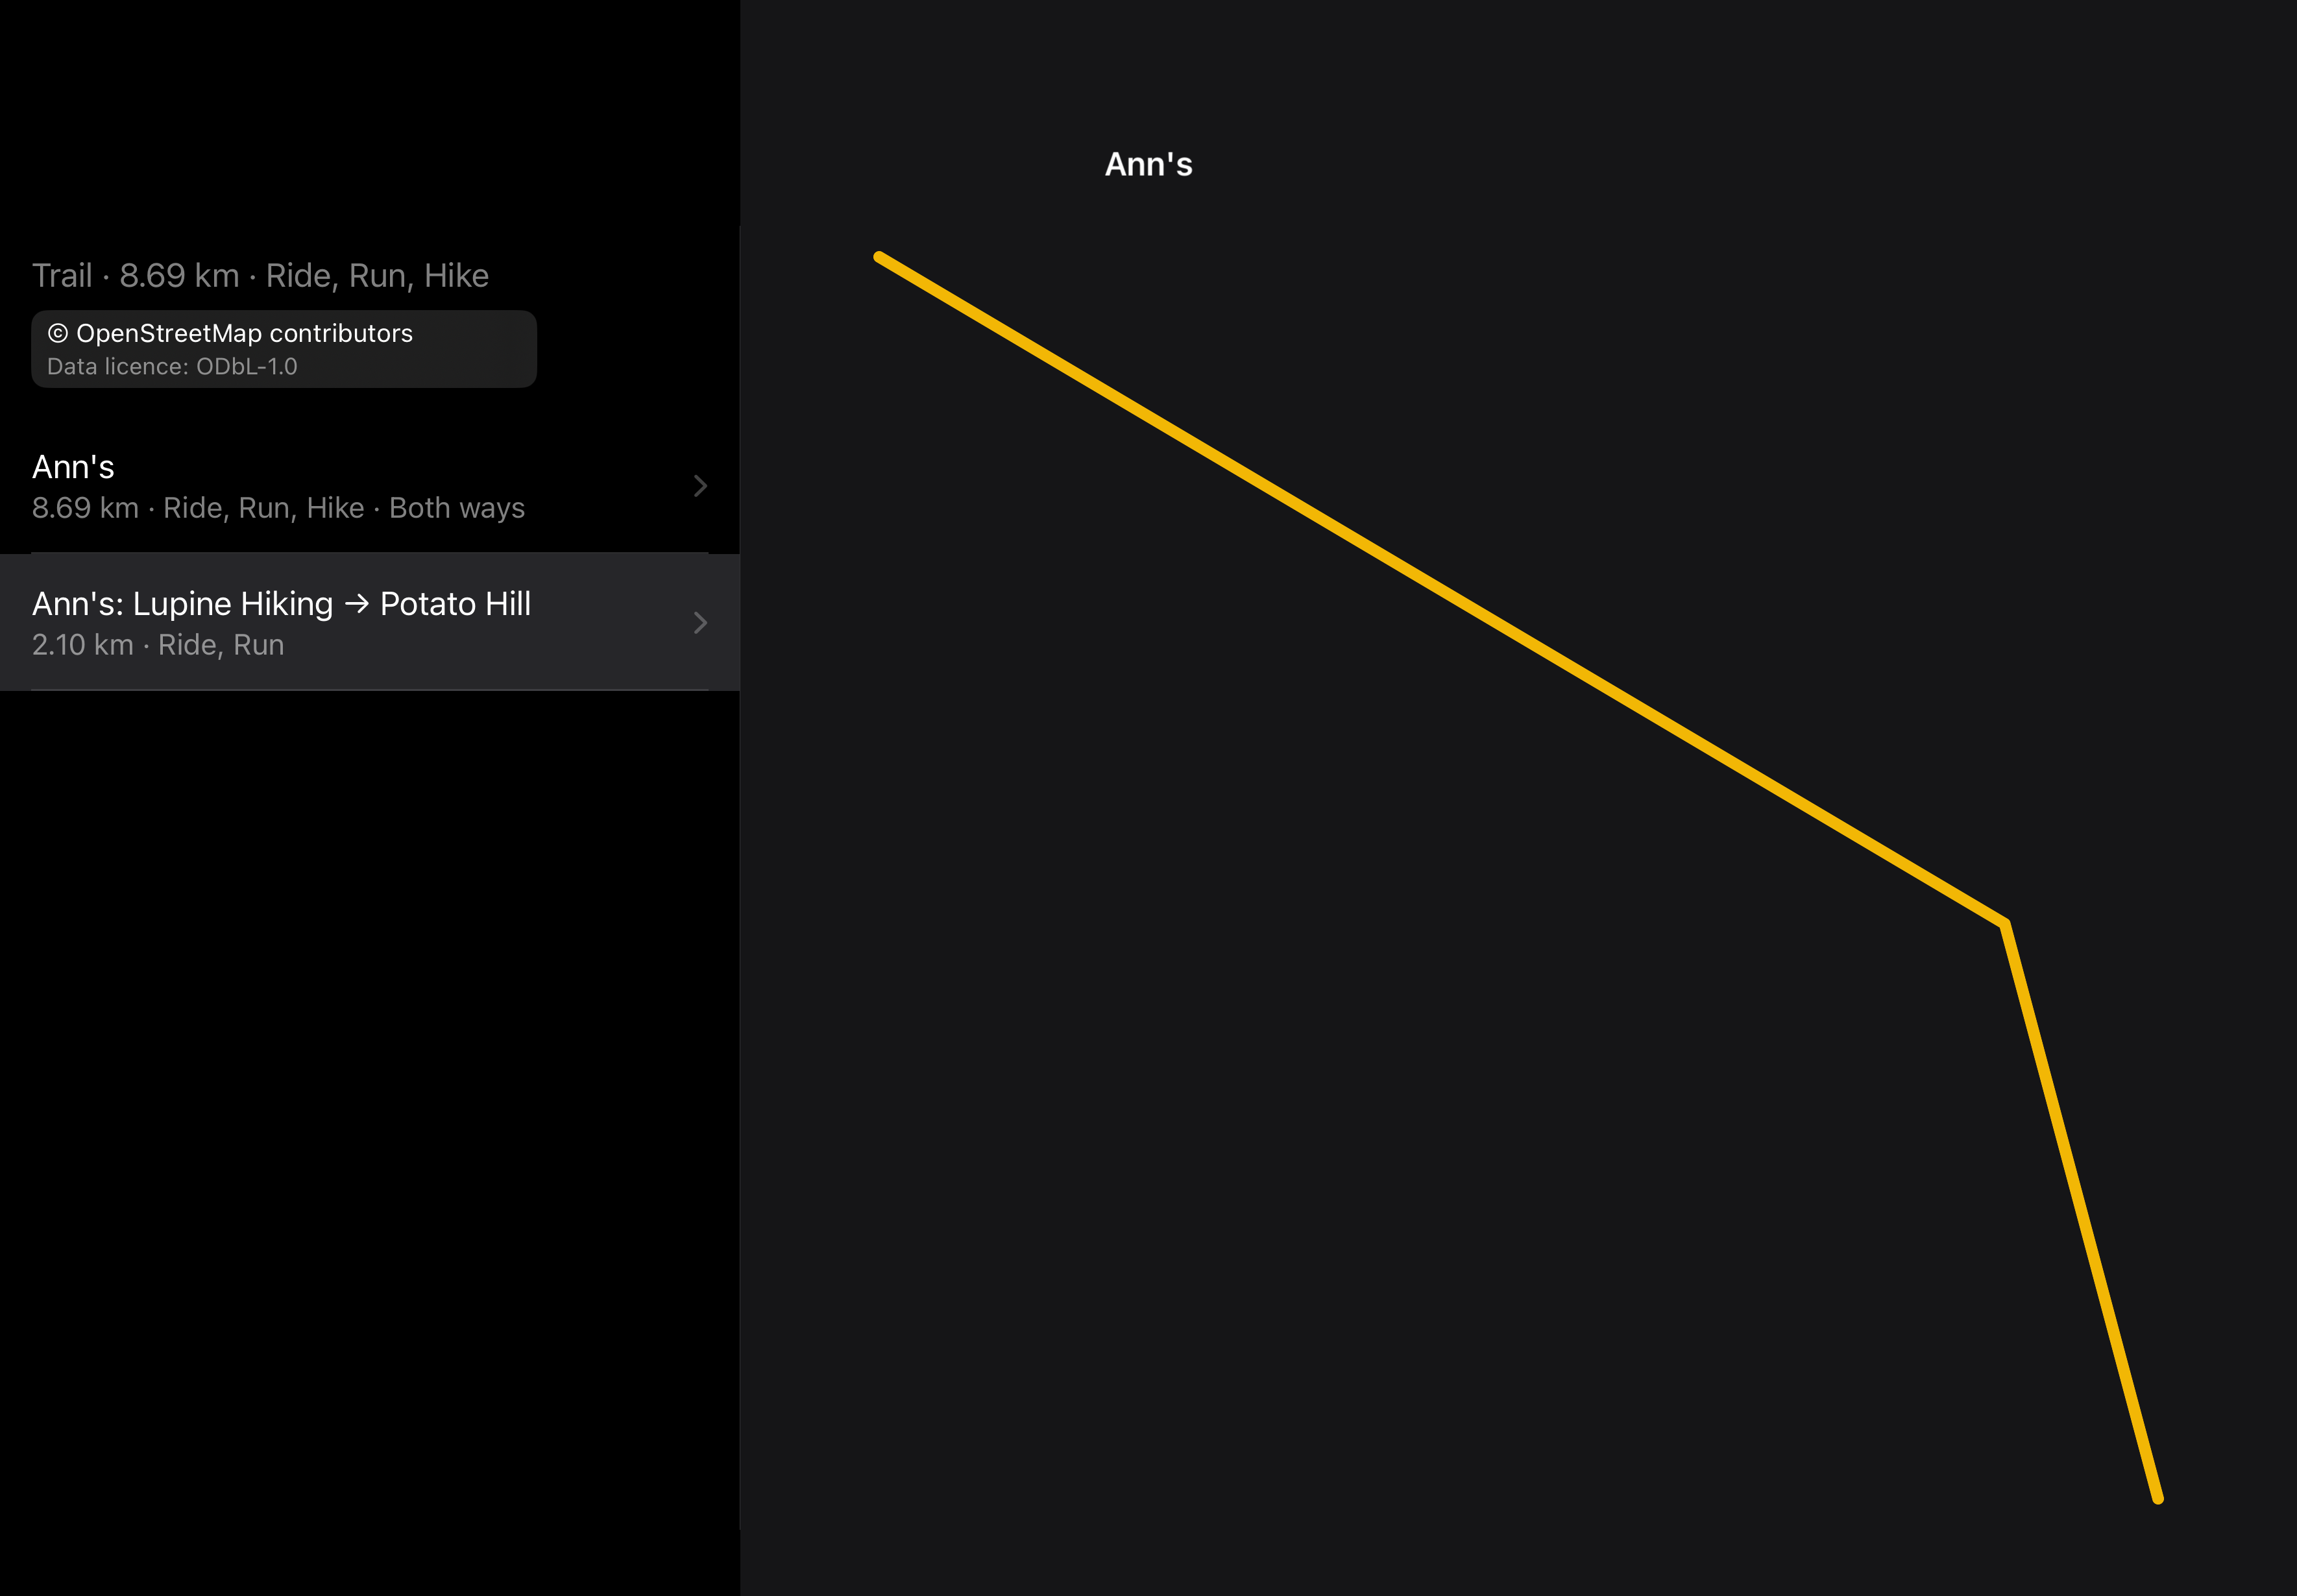 Ann's
Trail · 8.69 km · Ride, Run, Hike
© OpenStreetMap contributors
Data licence: ODbL-1.0
Ann's
8.69 km · Ride, Run, Hike · Both ways
Ann's: Lupine Hiking → Potato Hill
2.10 km · Ride, Run